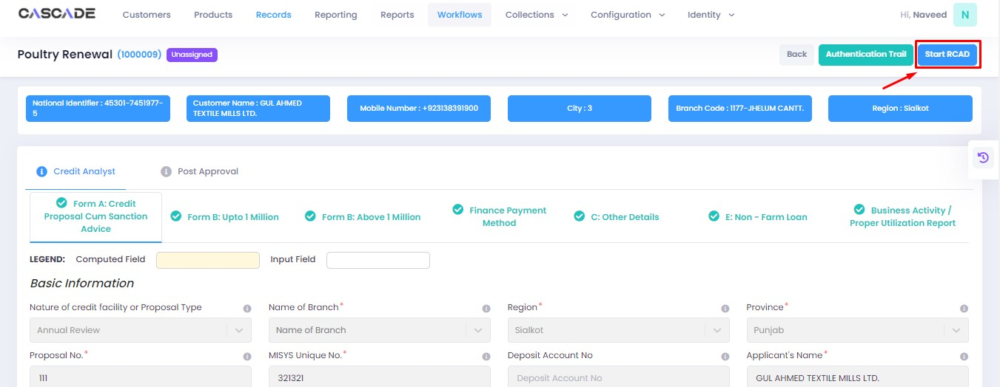 CASCADE
Customers Products Records Reporting Reports Workflows Collections Configuration Identity Hi, Naveed N
Poultry Renewal (1000009) Unassigned Back Authentication Trail Start RCAD
National Identifier : 45301-7451977-
5
Customer Name : GUL AHMED
TEXTILE MILLS LTD.
Mobile Number : +923138391900
City : 3
Branch Code : 1177-JHELUM CANTT.
Region : Sialkot
Credit Analyst Post Approval
Form A: Credit
Proposal Cum Sanction
Advice
Form B: Upto 1 Million
Form B: Above 1 Million
Finance Payment
Method
C: Other Details
E: Non - Farm Loan
Business Activity /
Proper Utilization Report
LEGEND: Computed Field Input Field
Basic Information
Nature of credit facility or Proposal Type Name of Branch* Region* Province*
Annual Review Name of Branch Sialkot Punjab
Proposal No.* MISYS Unique No.* Deposit Account No Applicant's Name*
111 321321 Deposit Account No GUL AHMED TEXTILE MILLS LTD.